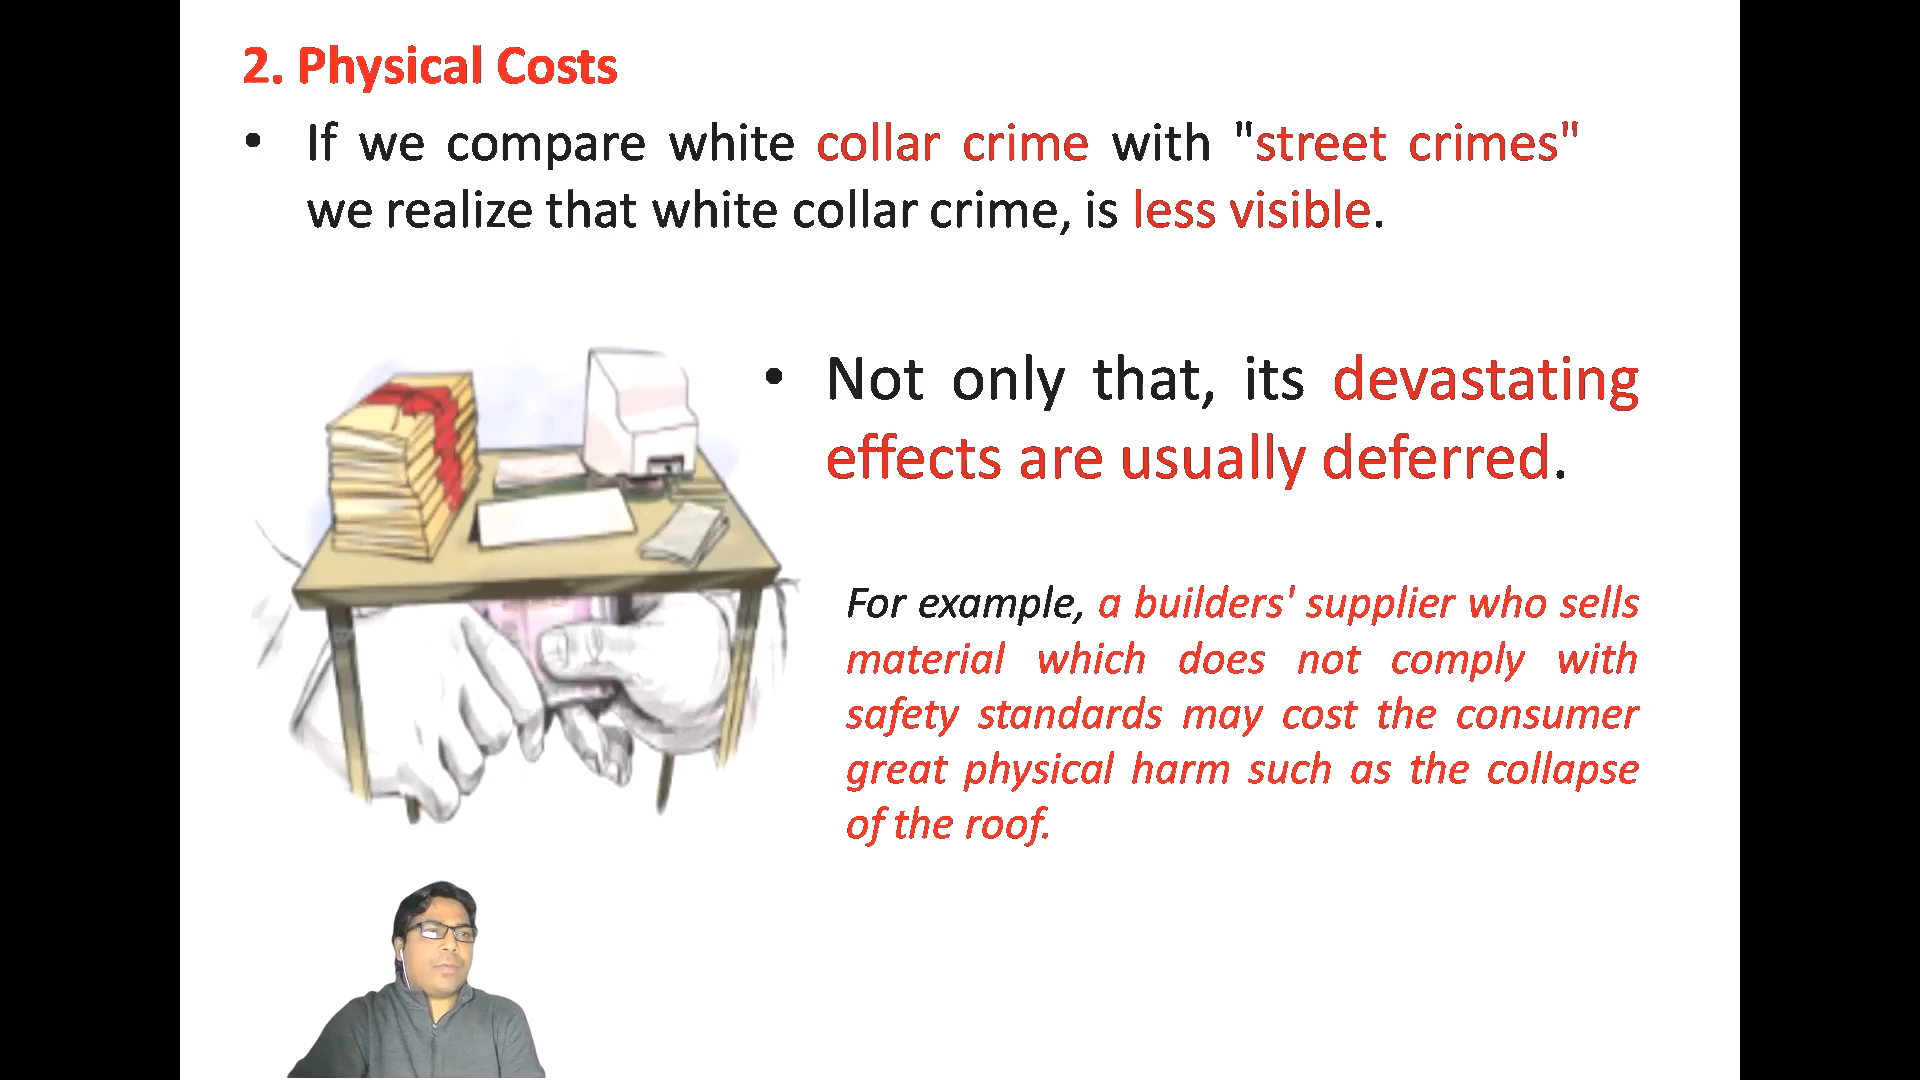 2. Physical Costs
• If we compare white collar crime with "street crimes"
we realize that white collar crime, is less visible.
• Not only that, its devastating
effects are usually deferred.
For example, a builders' supplier who sells
material which does not comply with
safety standards may cost the consumer
great physical harm such as the collapse
of the roof.